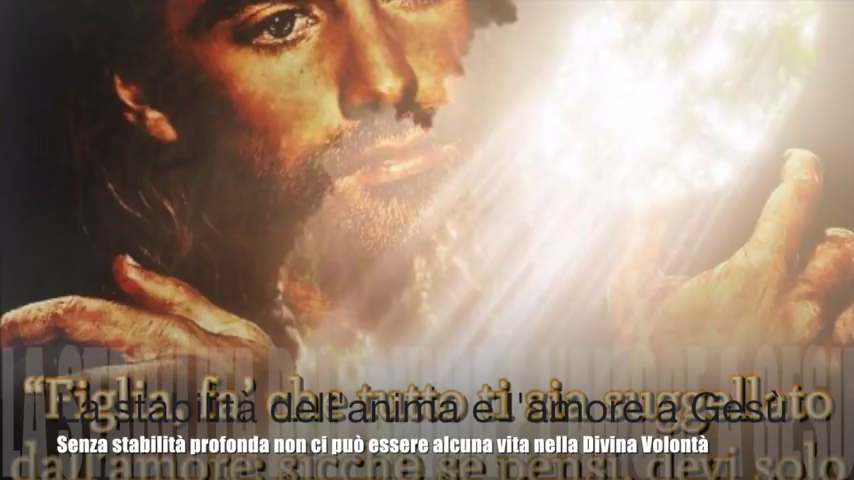 “Figlia, fa’ che tutto ti sia suggellato
La stabilità dell'anima e l'amore a Gesù
Senza stabilità profonda non ci può essere alcuna vita nella Divina Volontà
dall'amore; sicché se pensi, devi solo